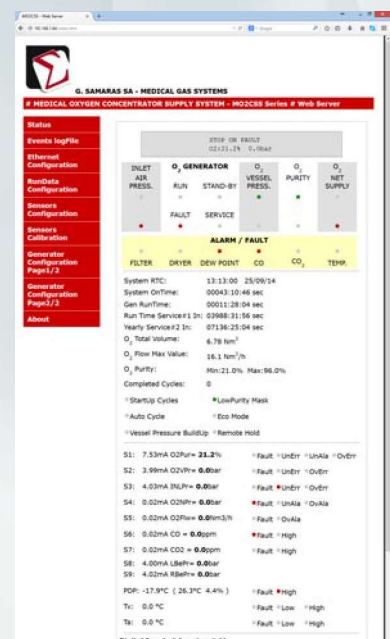 MO2CSS - Web Server
G. SAMARAS SA - MEDICAL GAS SYSTEMS
# MEDICAL OXYGEN CONCENTRATOR SUPPLY SYSTEM - MO2CSS Series # Web Server
Status
Events logFile
Ethernet Configuration
RunData Configuration
Sensors Configuration
Sensors Calibration
Generator Configuration Page1/2
Generator Configuration Page2/2
About
STOP ON FAULT
O2:21.2% 0.0bar
INLET AIR PRESS.
O2 GENERATOR
RUN STAND-BY
FAULT SERVICE
O2 VESSEL PRESS.
O2 PURITY
O2 NET SUPPLY
ALARM / FAULT
FILTER DRYER DEW POINT CO CO2 TEMP.
System RTC: 13:13:00 25/09/14
System OnTime: 00043:10:46 sec
Gen RunTime: 00011:28:04 sec
Run Time Service#1 In: 03988:31:56 sec
Yearly Service#2 In: 07136:25:04 sec
O2 Total Volume: 6.78 Nm3
O2 Flow Max Value: 16.1 Nm3/h
O2 Purity: Min:21.0% Max:96.0%
Completed Cycles: 0
StartUp Cycles LowPurity Mask
Auto Cycle Eco Mode
Vessel Pressure BuildUp Remote Hold
S1: 7.53mA O2Pur= 21.2% Fault UnErr UnAla OvErr
S2: 3.99mA O2VPr= 0.0bar Fault UnErr OvErr
S3: 4.03mA INLPr= 0.0bar Fault UnErr OvErr
S4: 0.02mA O2NPr= 0.0bar Fault UnAla OvAla
S5: 0.02mA O2Flw= 0.0Nm3/h Fault OvAla
S6: 0.02mA CO = 0.0ppm Fault High
S7: 0.02mA CO2 = 0.0ppm Fault High
S8: 4.00mA LBePr= 0.0bar
S9: 4.02mA RBePr= 0.0bar
PDP: -17.9°C ( 26.3°C 4.4% ) Fault High
Tv: 0.0 °C Fault Low High
Ta: 0.0 °C Fault Low High